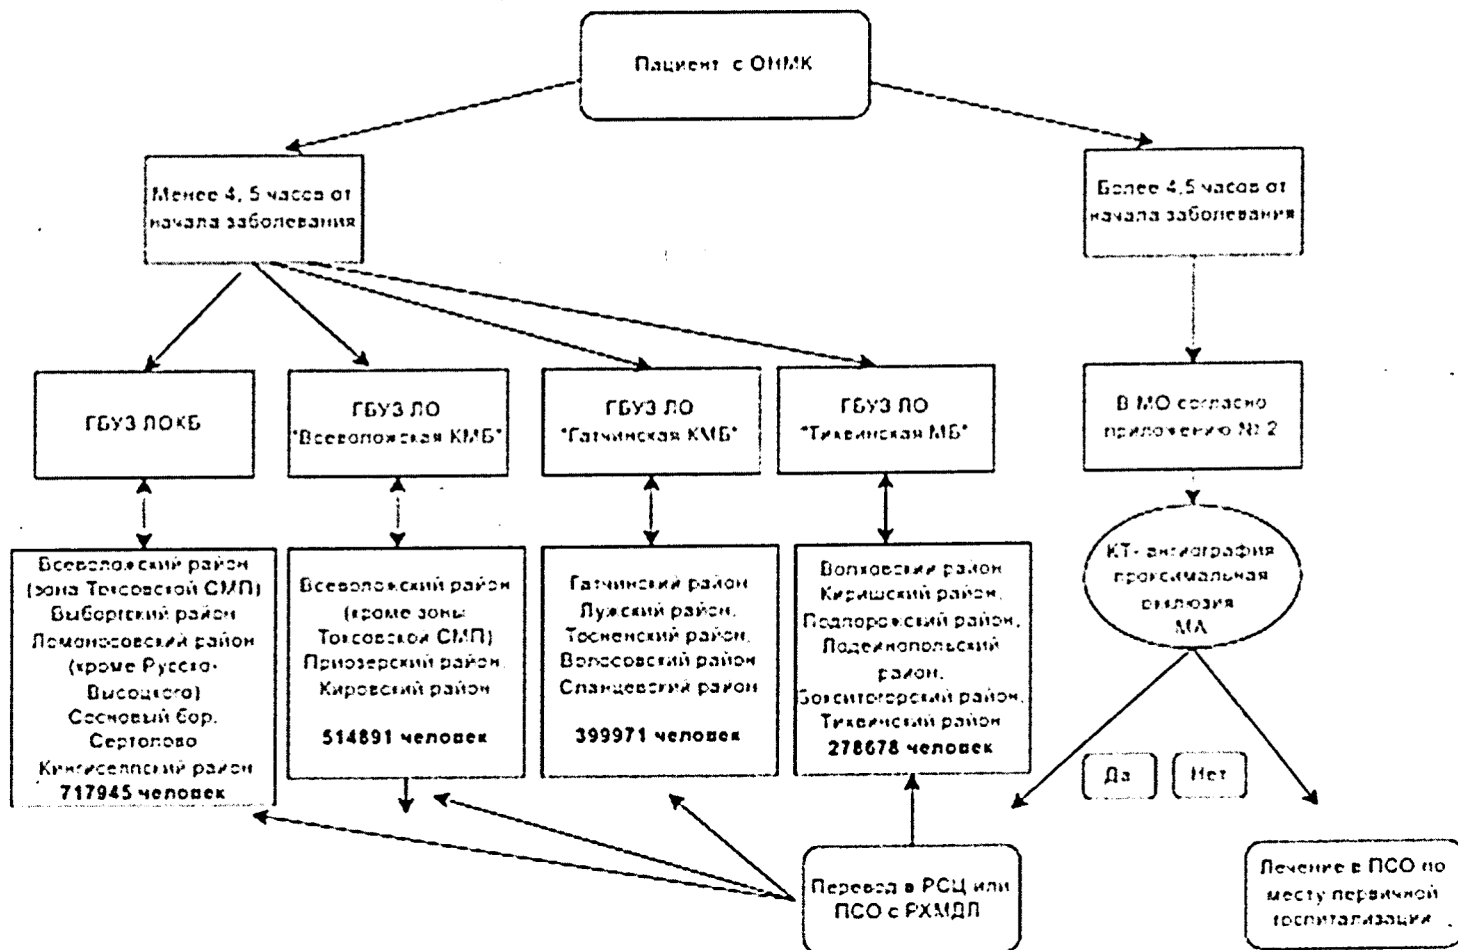 Пациент с ОНМК
Менее 4, 5 часов от
начала заболевания
Более 4,5 часов от
начала заболевания
ГБУЗ ЛОКБ
ГБУЗ ЛО
"Всеволожская КМБ"
ГБУЗ ЛО
"Гатчинская КМБ"
ГБУЗ ЛО
"Тихвинская МБ"
В МО согласно
приложению № 2
Всеволожский район
(зона Токсовской СМП)
Выборгский район
Ломоносовский район
(кроме Русско-
Высоцкого)
Сосновый бор,
Сертолово
Кингисеппский район
717945 человек
Всеволожский район
(кроме зоны
Токсовской СМП)
Приозерский район,
Кировский район
514891 человек
Гатчинский район
Лужский район,
Тосненский район,
Волосовский район
Сланцевский район
399971 человек
Волховский район
Киришский район,
Подпорожский район,
Лодейнопольский
район,
Бокситогорский район,
Тихвинский район
278678 человек
КТ- ангиография
проксимальная
окклюзия
МА
Да
Нет
Перевод в РСЦ или
ПСО с РХМДЛ
Лечение в ПСО по
месту первичной
госпитализации